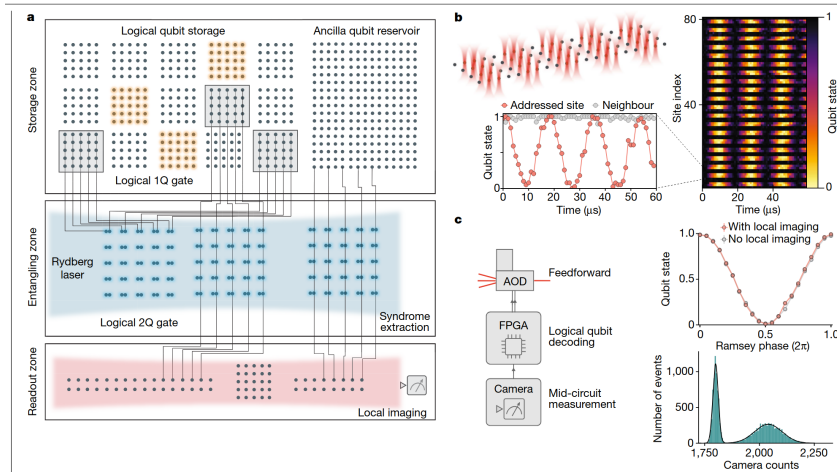 a
Logical qubit storage
Ancilla qubit reservoir
Storage zone
Logical 1Q gate
Entangling zone
Rydberg
laser
Logical 2Q gate
Syndrome
extraction
Readout zone
Local imaging
b
Addressed site
Neighbour
Qubit state
1
0
0 10 20 30 40 50 60
Time (μs)
Site index
80
40
0 20 40
Time (μs)
1
0
Qubit state
c
AOD
Feedforward
FPGA
Logical qubit
decoding
Camera
Mid-circuit
measurement
With local imaging
No local imaging
Qubit state
1.0
0.5
0
0 0.5 1.0
Ramsey phase (2π)
Number of events
1,000
500
0
1,750 2,000 2,250
Camera counts